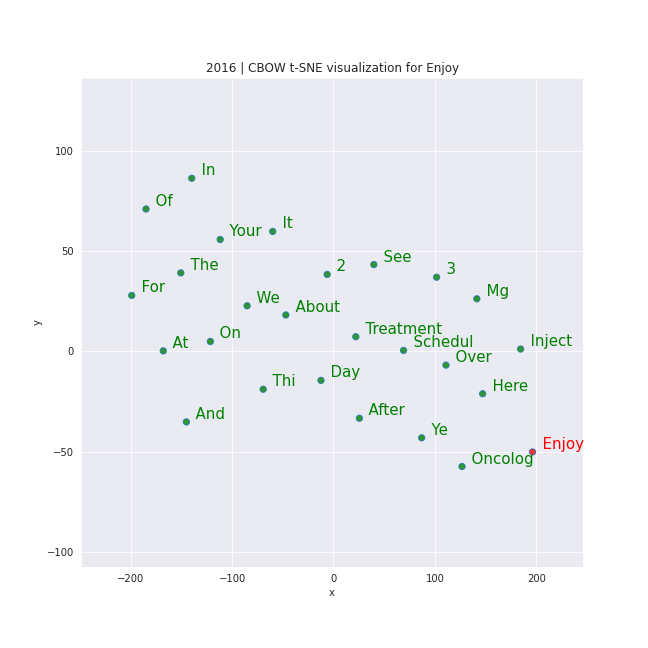 2016 | CBOW t-SNE visualization for Enjoy
100
50
0
−50
−100
y
In
Of
It
Your
See
The
2
3
For
Mg
We
About
Treatment
On
Schedul
Inject
At
Over
Day
Thi
Here
After
And
Ye
Enjoy
Oncolog
−200
−100
0
100
200
x